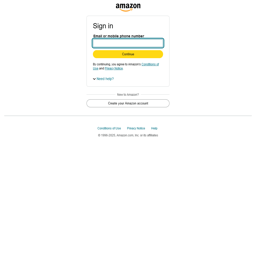 amazon
Sign in
Email or mobile phone number
Continue
By continuing, you agree to Amazon's Conditions of
Use and Privacy Notice.
Need help?
New to Amazon?
Create your Amazon account
Conditions of Use Privacy Notice Help
© 1996-2025, Amazon.com, Inc. or its affiliates